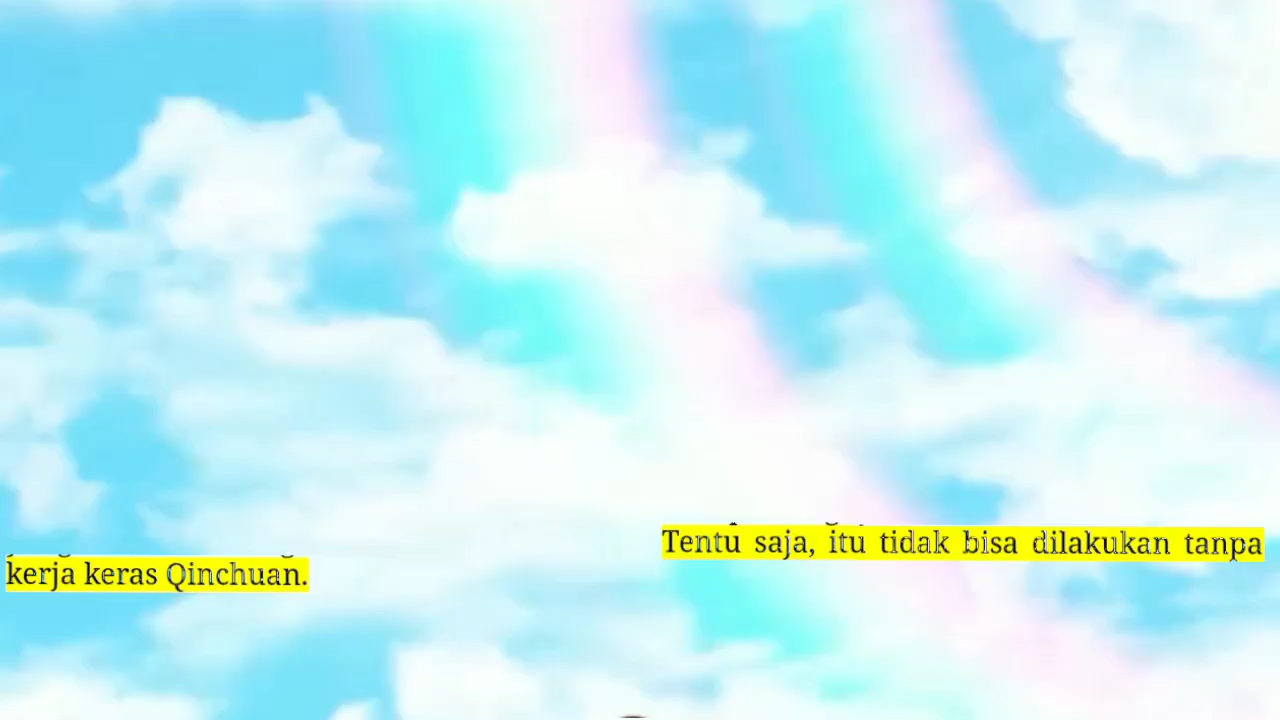 Tentu saja, itu tidak bisa dilakukan tanpa
kerja keras Qinchuan.